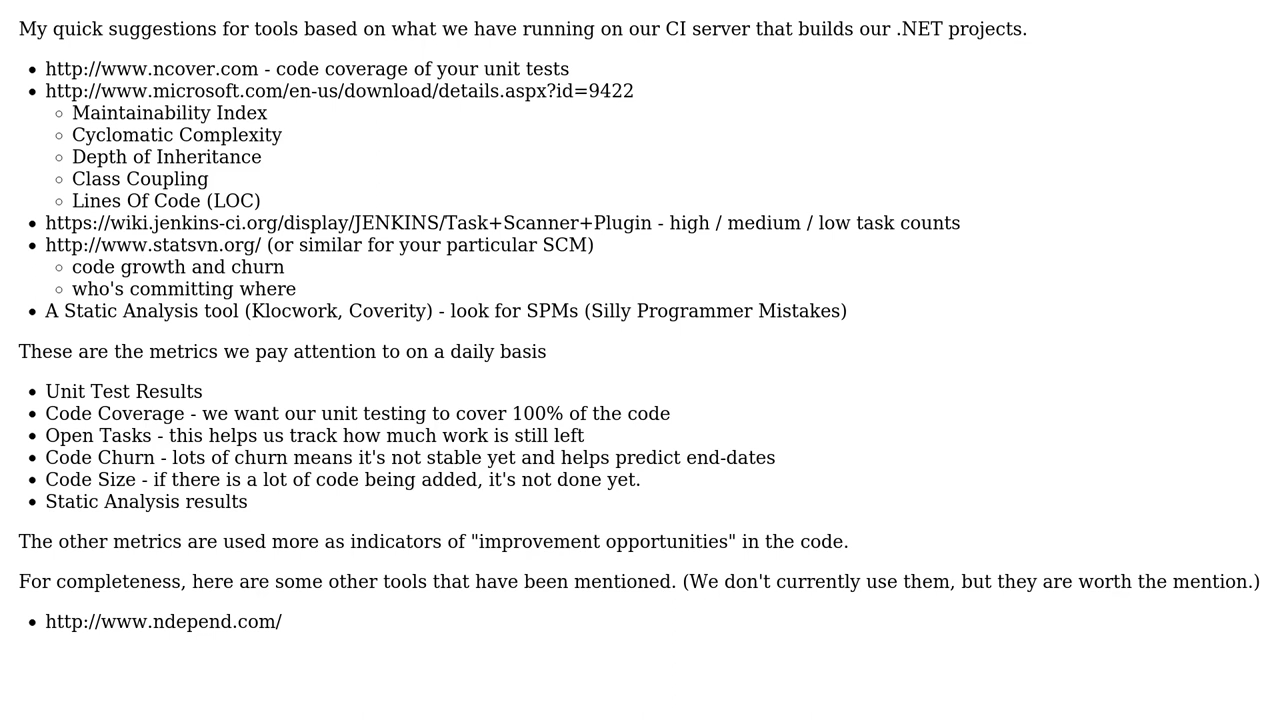 My quick suggestions for tools based on what we have running on our CI server that builds our .NET projects.
• http://www.ncover.com - code coverage of your unit tests
• http://www.microsoft.com/en-us/download/details.aspx?id=9422
◦ Maintainability Index
◦ Cyclomatic Complexity
◦ Depth of Inheritance
◦ Class Coupling
◦ Lines Of Code (LOC)
• https://wiki.jenkins-ci.org/display/JENKINS/Task+Scanner+Plugin - high / medium / low task counts
• http://www.statsvn.org/ (or similar for your particular SCM)
◦ code growth and churn
◦ who's committing where
• A Static Analysis tool (Klocwork, Coverity) - look for SPMs (Silly Programmer Mistakes)
These are the metrics we pay attention to on a daily basis
• Unit Test Results
• Code Coverage - we want our unit testing to cover 100% of the code
• Open Tasks - this helps us track how much work is still left
• Code Churn - lots of churn means it's not stable yet and helps predict end-dates
• Code Size - if there is a lot of code being added, it's not done yet.
• Static Analysis results
The other metrics are used more as indicators of "improvement opportunities" in the code.
For completeness, here are some other tools that have been mentioned. (We don't currently use them, but they are worth the mention.)
• http://www.ndepend.com/